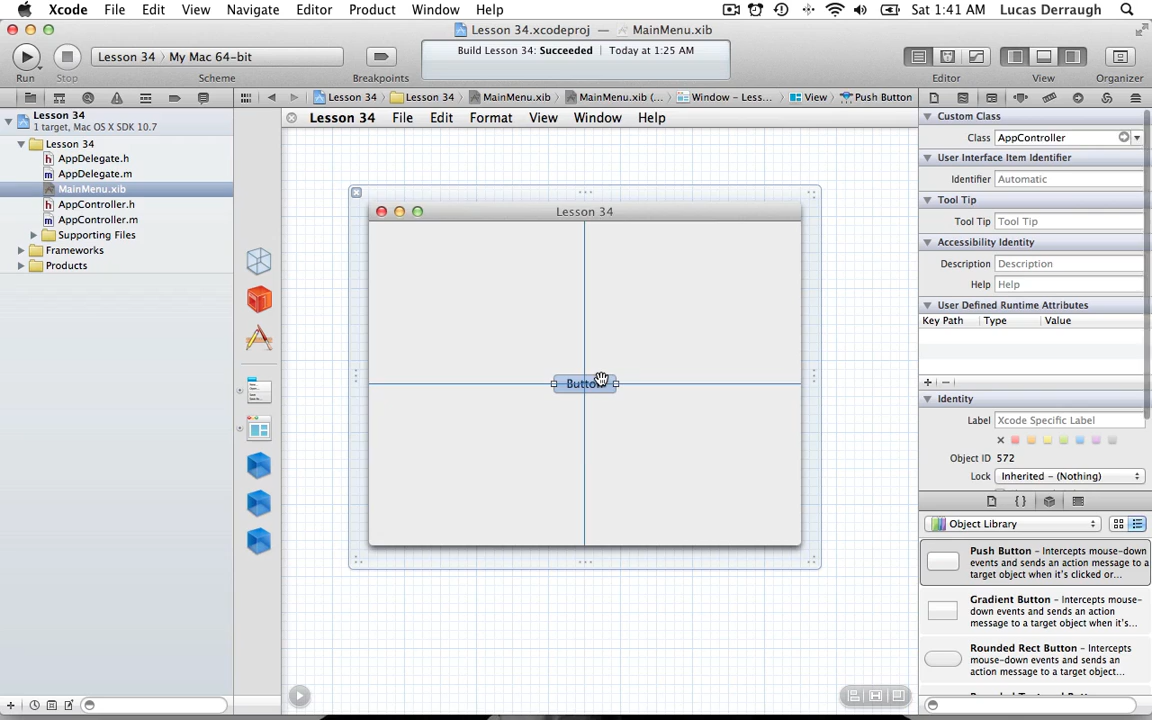 Xcode File Edit View Navigate Editor Product Window Help Sat 1:41 AM Lucas Derraugh
Lesson 34.xcodeproj — MainMenu.xib
Lesson 34 › My Mac 64-bit
Build Lesson 34: Succeeded | Today at 1:25 AM
Run Stop Scheme Breakpoints Editor View Organizer
Lesson 34 Lesson 34 MainMenu.xib MainMenu.xib (... Window - Less... View Push Button
Lesson 34
1 target, Mac OS X SDK 10.7
Lesson 34
AppDelegate.h
AppDelegate.m
MainMenu.xib
AppController.h
AppController.m
Supporting Files
Frameworks
Products
Lesson 34 File Edit Format View Window Help
Lesson 34
Custom Class
Class AppController
User Interface Item Identifier
Identifier Automatic
Tool Tip
Tool Tip Tool Tip
Accessibility Identity
Description Description
Help Help
User Defined Runtime Attributes
Key Path Type Value
Identity
Label Xcode Specific Label
Object ID 572
Lock Inherited - (Nothing)
Object Library
Push Button - Intercepts mouse-down
events and sends an action message to a
target object when it's clicked or...
Gradient Button - Intercepts mouse-
down events and sends an action
message to a target object when it's...
Rounded Rect Button - Intercepts
mouse-down events and sends an
action message to a target object...